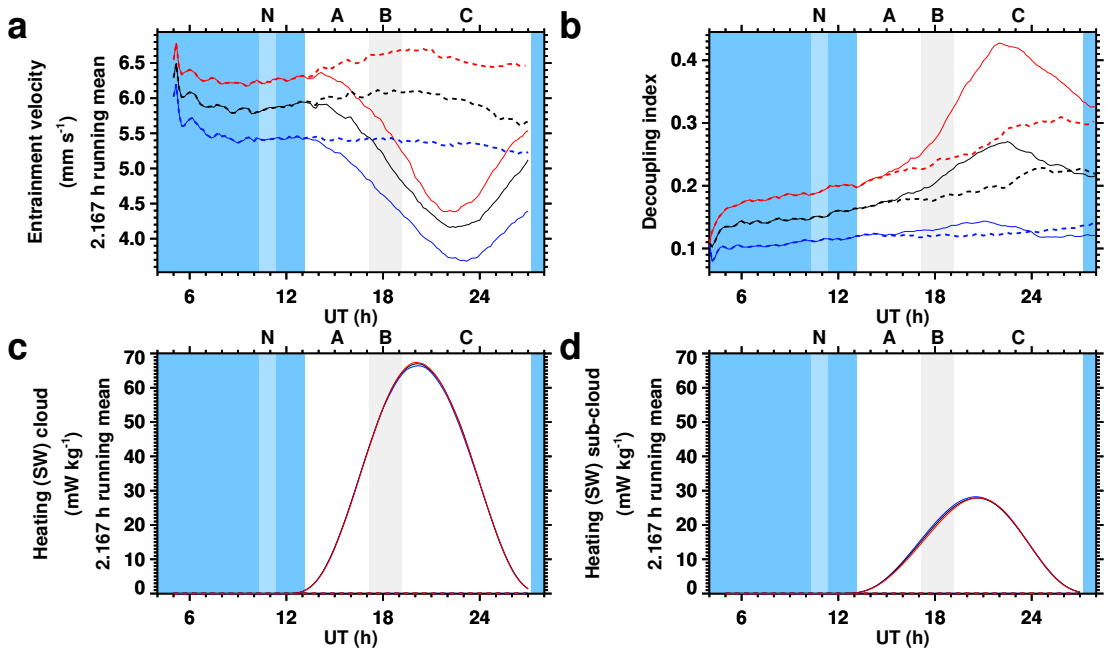 N A B C
a
Entrainment velocity
(mm s-1)
2.167 h running mean
6.5
6.0
5.5
5.0
4.5
4.0
6 12 18 24
UT (h)
N A B C
b
Decoupling index
0.4
0.3
0.2
0.1
6 12 18 24
UT (h)
N A B C
c
Heating (SW) cloud
(mW kg-1)
2.167 h running mean
70
60
50
40
30
20
10
0
6 12 18 24
UT (h)
N A B C
d
Heating (SW) sub-cloud
(mW kg-1)
2.167 h running mean
70
60
50
40
30
20
10
0
6 12 18 24
UT (h)